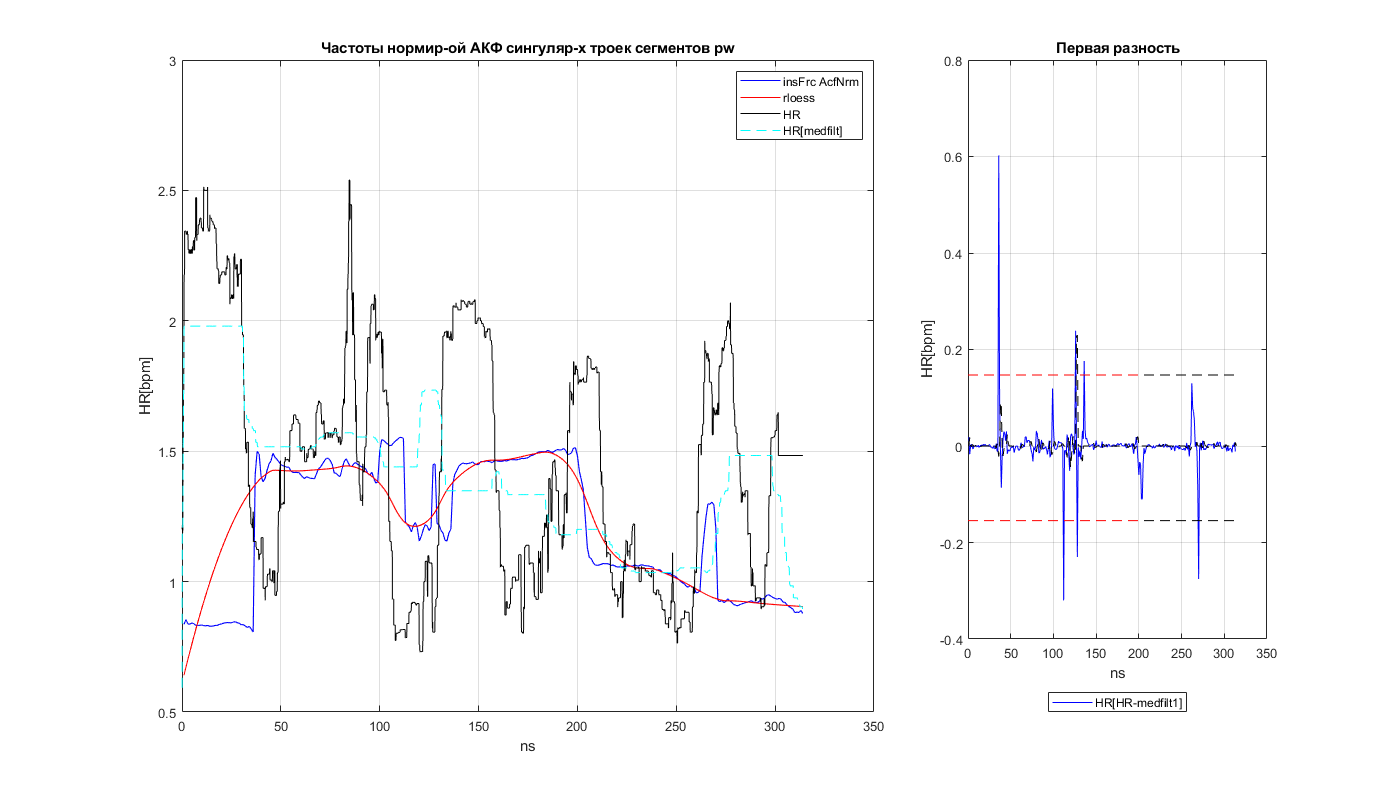 Частоты нормир-ой АКФ сингуляр-х троек сегментов pw
3
2.5
2
1.5
1
0.5
HR[bpm]
0 50 100 150 200 250 300 350
ns
insFrc AcfNrm
rloess
HR
HR[medfilt]
Первая разность
0.8
0.6
0.4
0.2
0
-0.2
-0.4
HR[bpm]
0 50 100 150 200 250 300 350
ns
HR[HR-medfilt1]